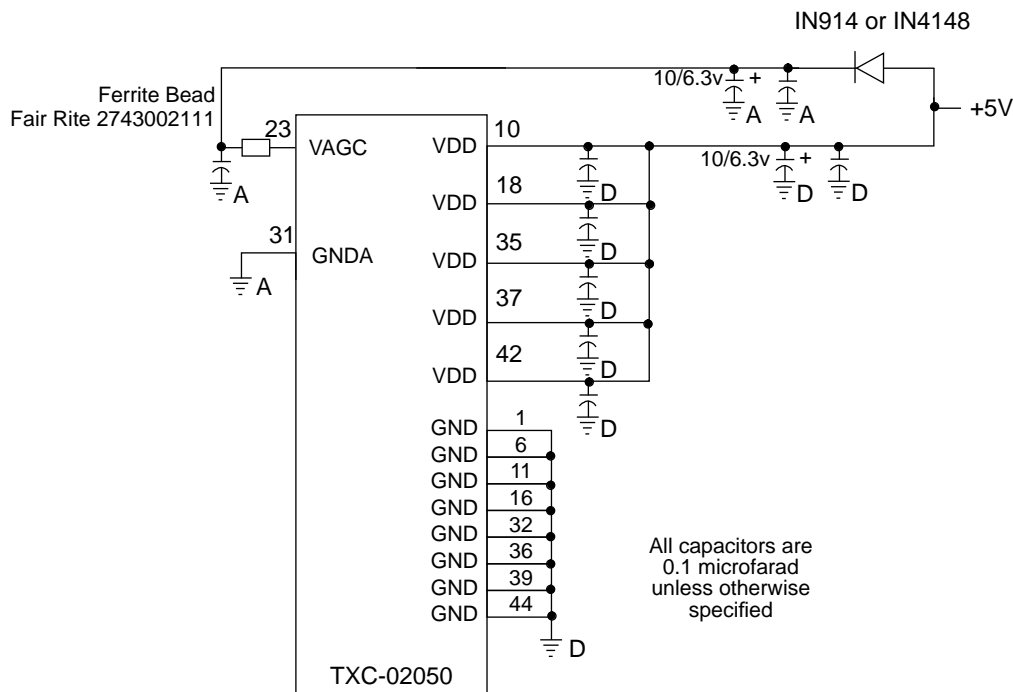 IN914 or IN4148
10/6.3v +
A
A
+5V
Ferrite Bead
Fair Rite 2743002111
23
VAGC
A
31
GNDA
A
VDD
10
D
10/6.3v +
D
D
VDD
18
D
VDD
35
D
VDD
37
D
VDD
42
D
GND
1
GND
6
GND
11
GND
16
GND
32
GND
36
GND
39
GND
44
D
All capacitors are
0.1 microfarad
unless otherwise
specified
TXC-02050